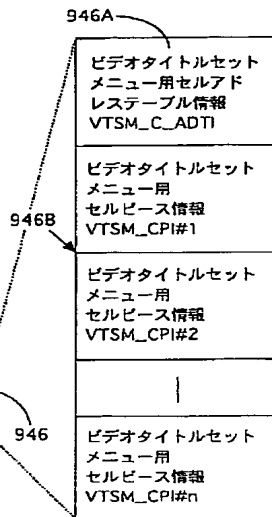 946A
ビデオタイトルセット
メニュー用セルアド
レステーブル情報
VTSM_C_ADTI
ビデオタイトルセット
メニュー用
セルピース情報
VTSM_CPI#1
946B
ビデオタイトルセット
メニュー用
セルピース情報
VTSM_CPI#2
946
ビデオタイトルセット
メニュー用
セルピース情報
VTSM_CPI#n